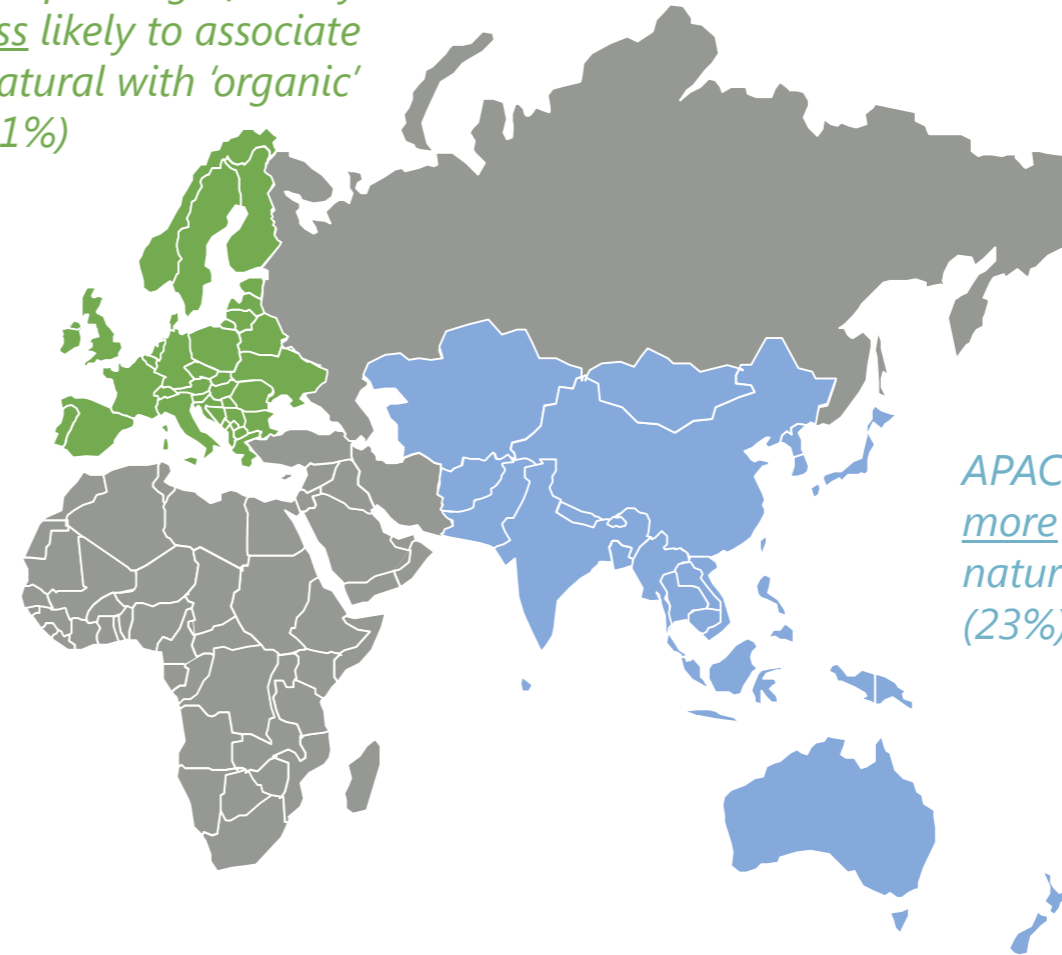 ss likely to associate
atural with ‘organic’
1%)
APAC
more
natur
(23%)